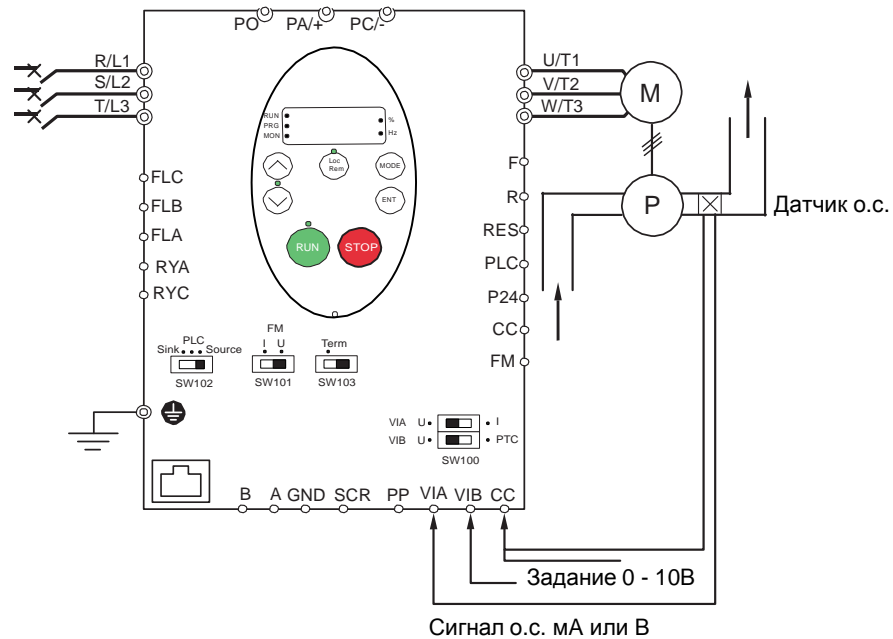 PO PA/+ PC/-
R/L1
S/L2
T/L3
U/T1
V/T2
W/T3
M
RUN
PRG
MON
%
Hz
Loc
Rem
MODE
ENT
RUN
STOP
FLC
FLB
FLA
RYA
RYC
F
R
RES
PLC
P24
CC
FM
P
Датчик о.с.
PLC
Sink Source
SW102
FM
I U
SW101
Term
SW103
VIA U I
VIB U PTC
SW100
B A GND SCR PP VIA VIB CC
Задание 0 - 10В
Сигнал о.с. мА или В